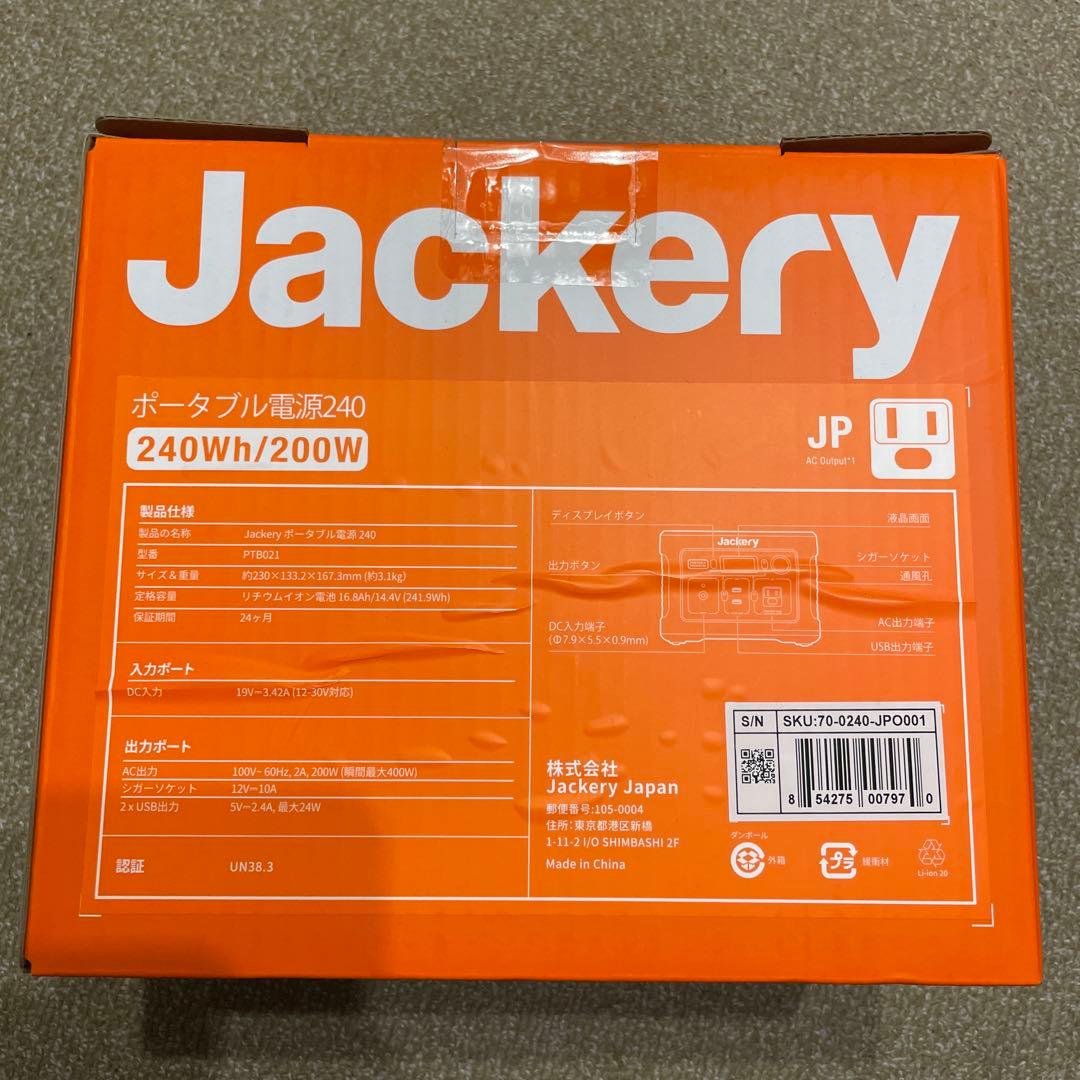 Jackery
ポータブル電源240
240Wh/200W
JP
AC Output*1
製品仕様
製品の名称 Jackery ポータブル電源 240
型番 PTB021
サイズ&重量 約230×133.2×167.3mm (約3.1kg)
定格容量 リチウムイオン電池 16.8Ah/14.4V (241.9Wh)
保証期間 24ヶ月
入力ポート
DC入力 19V⎓3.42A (12-30V対応)
出力ポート
AC出力 100V~ 60Hz, 2A, 200W (瞬間最大400W)
シガーソケット 12V⎓10A
2 x USB出力 5V⎓2.4A, 最大24W
認証 UN38.3
ディスプレイボタン
液晶画面
出力ボタン
シガーソケット
通風孔
Jackery
DC入力端子
(Φ7.9×5.5×0.9mm)
AC出力端子
USB出力端子
S/N SKU:70-0240-JPO001
8 54275 00797 0
株式会社
Jackery Japan
郵便番号:105-0004
住所:東京都港区新橋
1-11-2 I/O SHIMBASHI 2F
Made in China
ダンボール
外箱
プラ
緩衝材
Li-ion 20